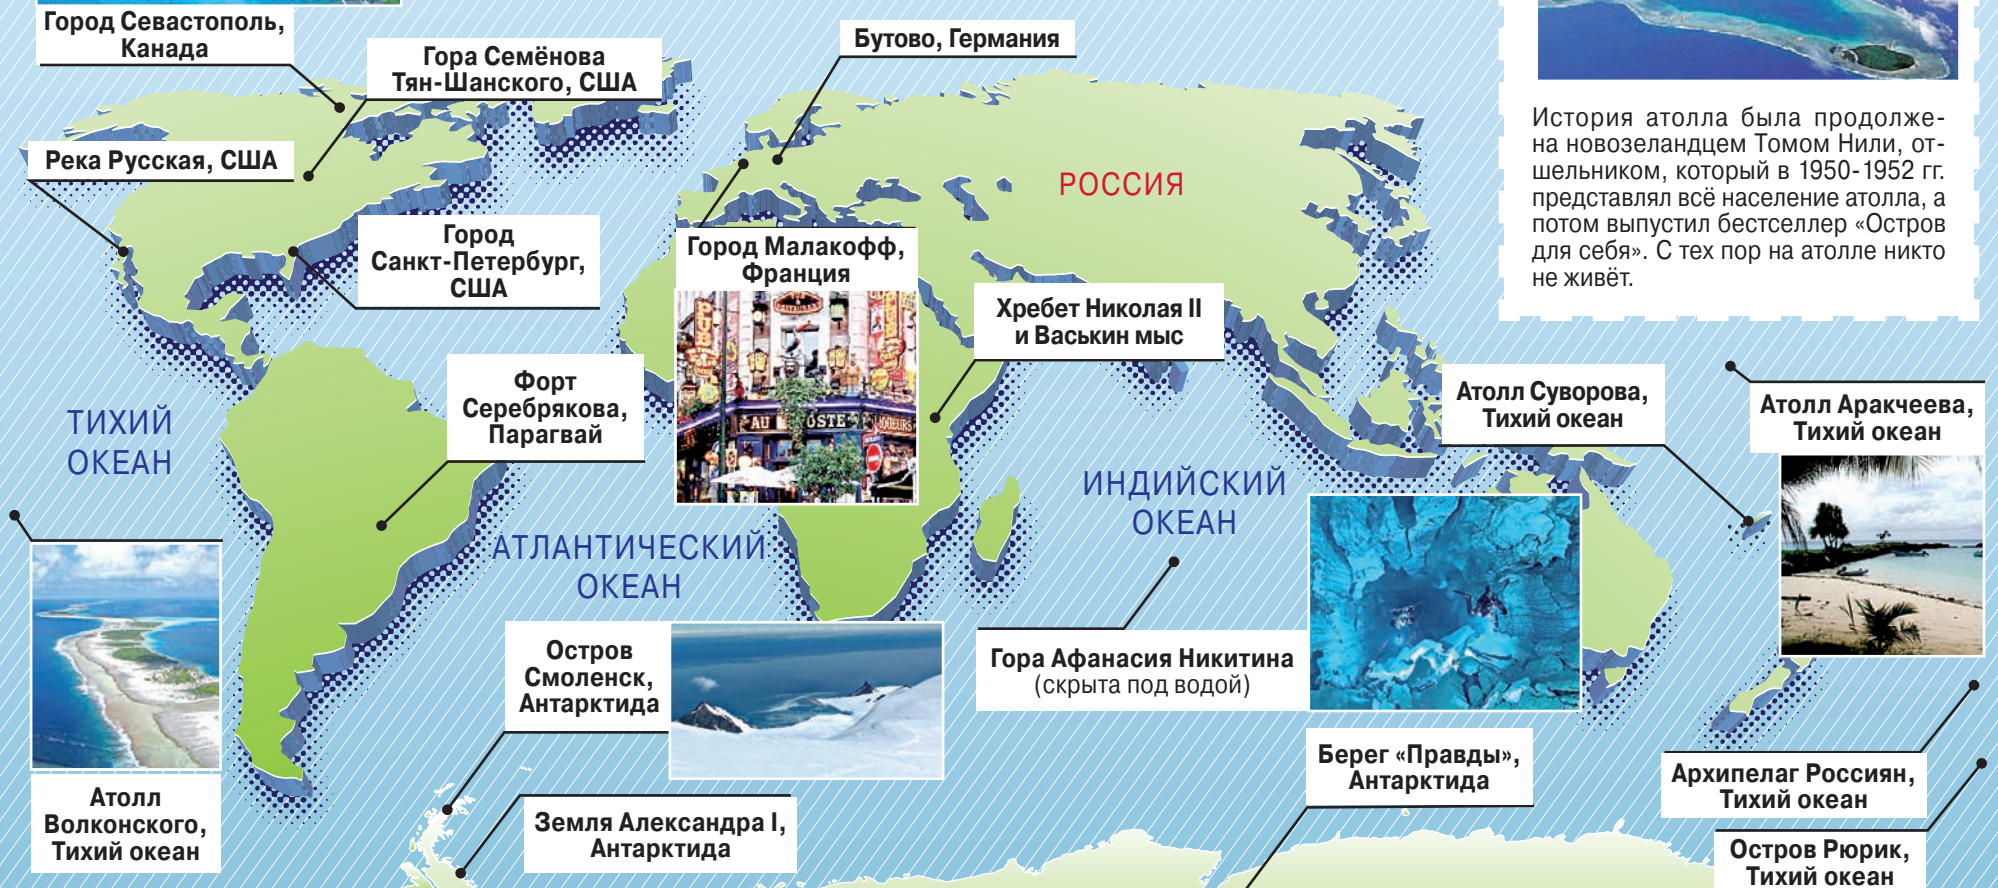 Город Севастополь,
Канада
Гора Семёнова
Тян-Шанского, США
Бутово, Германия
История атолла была продолже-
на новозеландцем Томом Нили, от-
шельником, который в 1950-1952 гг.
представлял всё население атолла, а
потом выпустил бестселлер «Остров
для себя». С тех пор на атолле никто
не живёт.
Река Русская, США
РОССИЯ
Город
Санкт-Петербург,
США
Город Малакофф,
Франция
Хребет Николая II
и Васькин мыс
PUB
AU
OSTE
Форт
Серебрякова,
Парагвай
Атолл Суворова,
Тихий океан
Атолл Аракчеева,
Тихий океан
ТИХИЙ
ОКЕАН
ИНДИЙСКИЙ
ОКЕАН
АТЛАНТИЧЕСКИЙ
ОКЕАН
Остров
Смоленск,
Антарктида
Гора Афанасия Никитина
(скрыта под водой)
Берег «Правды»,
Антарктида
Архипелаг Россиян,
Тихий океан
Атолл
Волконского,
Тихий океан
Земля Александра I,
Антарктида
Остров Рюрик,
Тихий океан